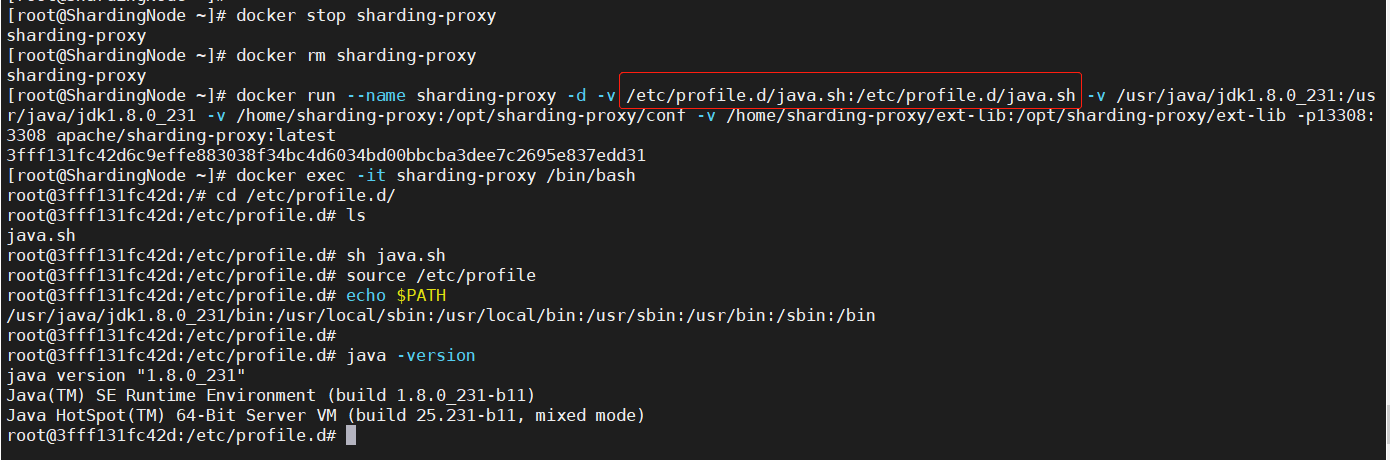 [root@ShardingNode ~]# docker stop sharding-proxy
sharding-proxy
[root@ShardingNode ~]# docker rm sharding-proxy
sharding-proxy
[root@ShardingNode ~]# docker run --name sharding-proxy -d -v /etc/profile.d/java.sh:/etc/profile.d/java.sh -v /usr/java/jdk1.8.0_231:/us
r/java/jdk1.8.0_231 -v /home/sharding-proxy:/opt/sharding-proxy/conf -v /home/sharding-proxy/ext-lib:/opt/sharding-proxy/ext-lib -p13308:
3308 apache/sharding-proxy:latest
3fff131fc42d6c9effe883038f34bc4d6034bd00bbcba3dee7c2695e837edd31
[root@ShardingNode ~]# docker exec -it sharding-proxy /bin/bash
root@3fff131fc42d:/# cd /etc/profile.d/
root@3fff131fc42d:/etc/profile.d# ls
java.sh
root@3fff131fc42d:/etc/profile.d# sh java.sh
root@3fff131fc42d:/etc/profile.d# source /etc/profile
root@3fff131fc42d:/etc/profile.d# echo $PATH
/usr/java/jdk1.8.0_231/bin:/usr/local/sbin:/usr/local/bin:/usr/sbin:/usr/bin:/sbin:/bin
root@3fff131fc42d:/etc/profile.d#
root@3fff131fc42d:/etc/profile.d# java -version
java version "1.8.0_231"
Java(TM) SE Runtime Environment (build 1.8.0_231-b11)
Java HotSpot(TM) 64-Bit Server VM (build 25.231-b11, mixed mode)
root@3fff131fc42d:/etc/profile.d#